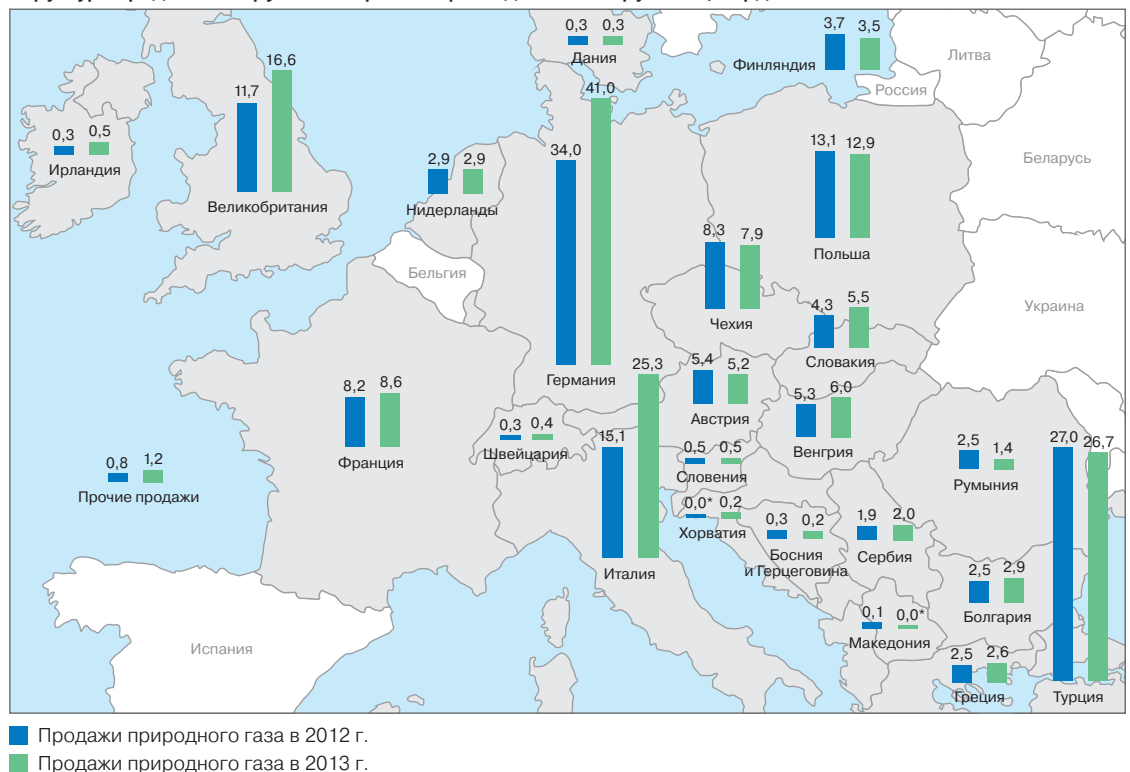 0,3 0,3
Дания
3,7 3,5
Финляндия
Литва
Россия
Беларусь
Украина
0,3 0,5
Ирландия
11,7 16,6
Великобритания
2,9 2,9
Нидерланды
Бельгия
34,0 41,0
Германия
13,1 12,9
Польша
8,3 7,9
Чехия
4,3 5,5
Словакия
5,4 5,2
Австрия
5,3 6,0
Венгрия
8,2 8,6
Франция
0,3 0,4
Швейцария
15,1 25,3
Италия
0,5 0,5
Словения
0,0* 0,2
Хорватия
0,3 0,2
Босния
и Герцеговина
1,9 2,0
Сербия
2,5 1,4
Румыния
27,0 26,7
Турция
2,5 2,9
Болгария
0,1 0,0*
Македония
2,5 2,6
Греция
0,8 1,2
Прочие продажи
Испания
Продажи природного газа в 2012 г.
Продажи природного газа в 2013 г.